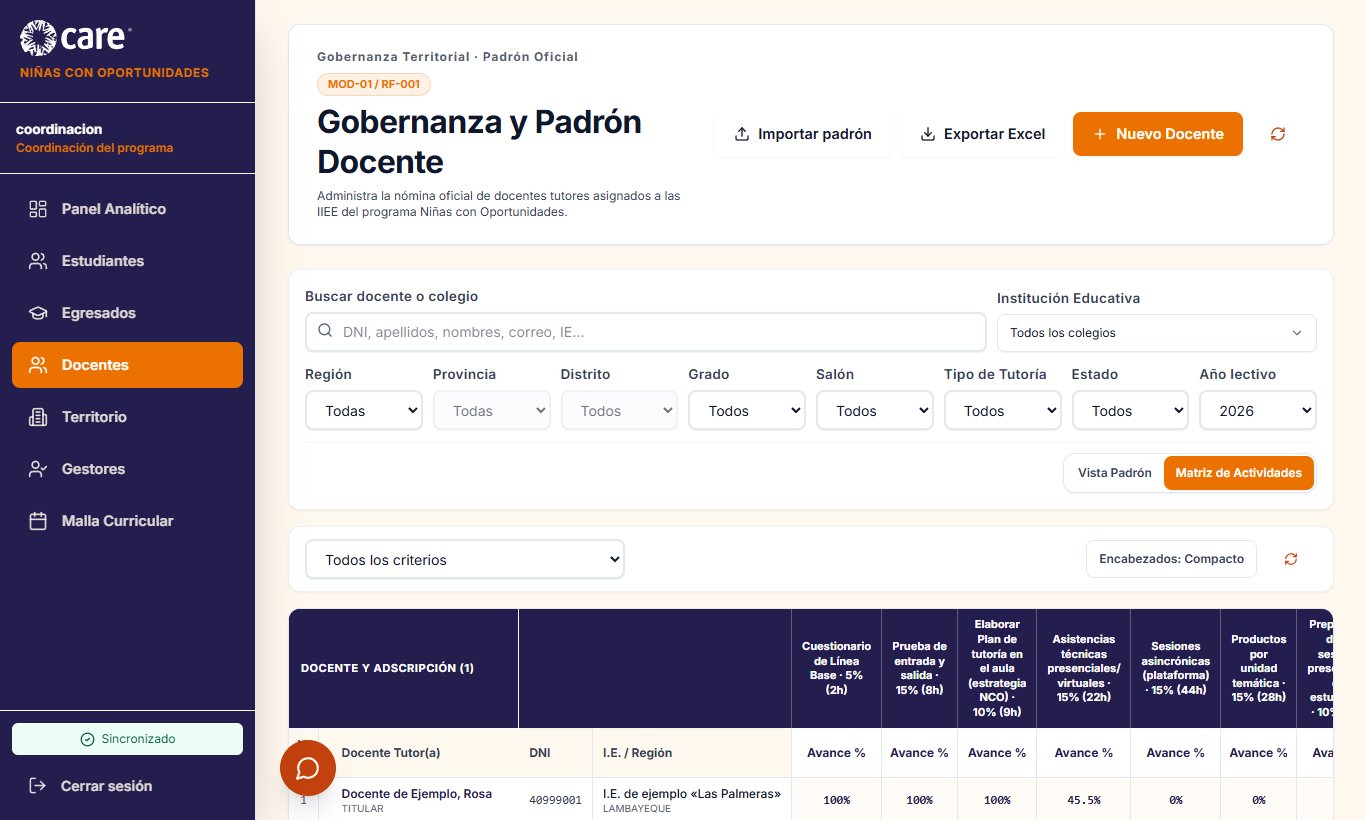 care
NIÑAS CON OPORTUNIDADES
coordinacion
Coordinación del programa
Panel Analítico
Estudiantes
Egresados
Docentes
Territorio
Gestores
Malla Curricular
Sincronizado
Cerrar sesión
Gobernanza Territorial · Padrón Oficial
MOD-01 / RF-001
Gobernanza y Padrón
Docente
Administra la nómina oficial de docentes tutores asignados a las
IIEE del programa Niñas con Oportunidades.
Importar padrón
Exportar Excel
+ Nuevo Docente
Buscar docente o colegio
DNI, apellidos, nombres, correo, IE...
Institución Educativa
Todos los colegios
Región
Provincia
Distrito
Grado
Salón
Tipo de Tutoría
Estado
Año lectivo
Todas
Todas
Todos
Todos
Todos
Todos
Todos
2026
Vista Padrón
Matriz de Actividades
Todos los criterios
Encabezados: Compacto
DOCENTE Y ADSCRIPCIÓN (1)
Cuestionario
de Línea
Base · 5%
(2h)
Prueba de
entrada y
salida ·
15% (8h)
Elaborar
Plan de
tutoría en
el aula
(estrategia
NCO) ·
10% (9h)
Asistencias
técnicas
presenciales/
virtuales ·
15% (22h)
Sesiones
asincrónicas
(plataforma)
· 15% (44h)
Productos
por
unidad
temática ·
15% (28h)
Docente Tutor(a)
DNI
I.E. / Región
Avance %
Avance %
Avance %
Avance %
Avance %
Avance %
1
Docente de Ejemplo, Rosa
TITULAR
40999001
I.E. de ejemplo «Las Palmeras»
LAMBAYEQUE
100%
100%
100%
45.5%
0%
0%